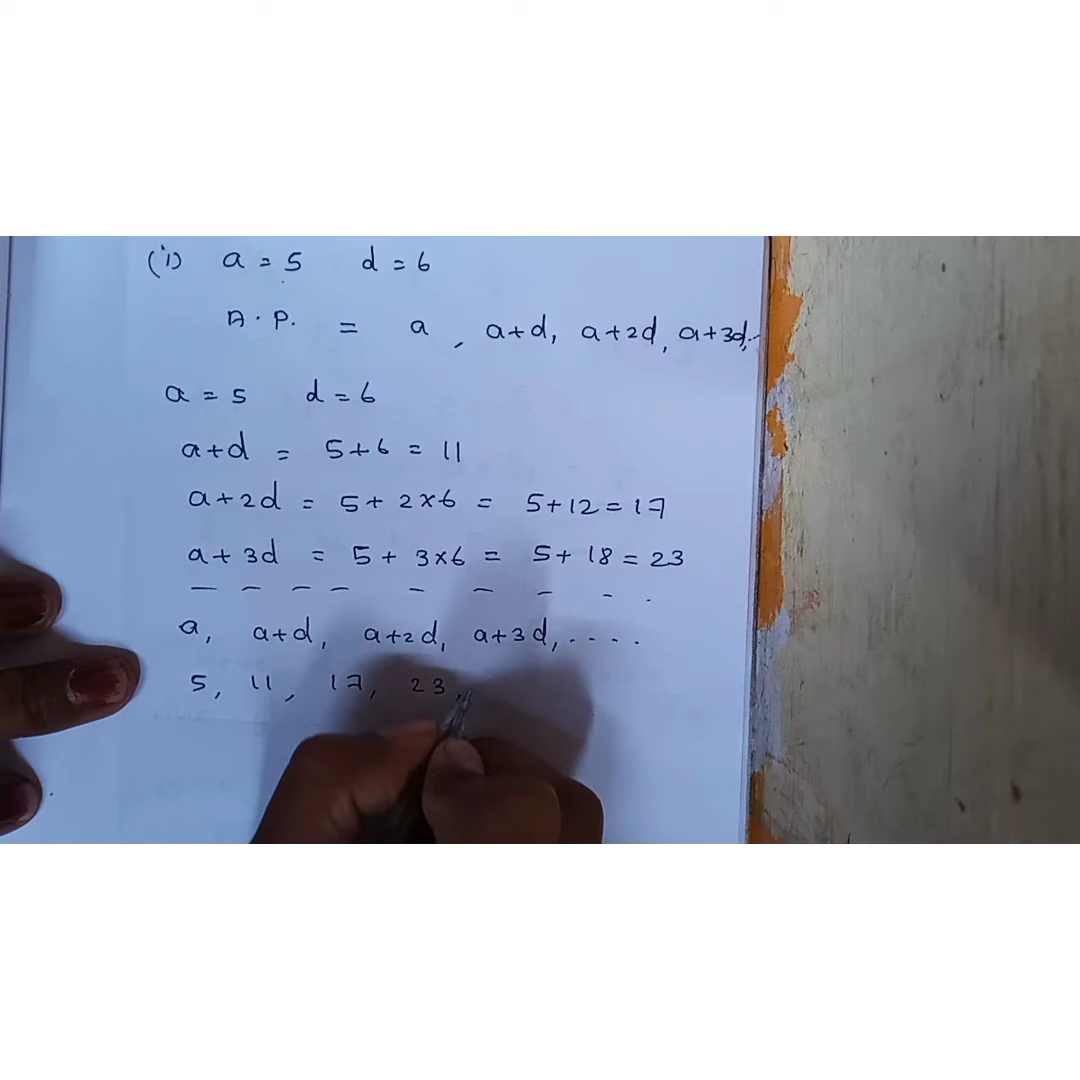 (i) a = 5 d = 6
A.P. = a, a+d, a+2d, a+3d,..
a = 5 d = 6
a+d = 5+6 = 11
a+2d = 5+ 2×6 = 5+12 = 17
a+3d = 5+ 3×6 = 5+ 18 = 23
– – – – – – – – .
a, a+d, a+2d, a+3d, ....
5, 11, 17, 23,